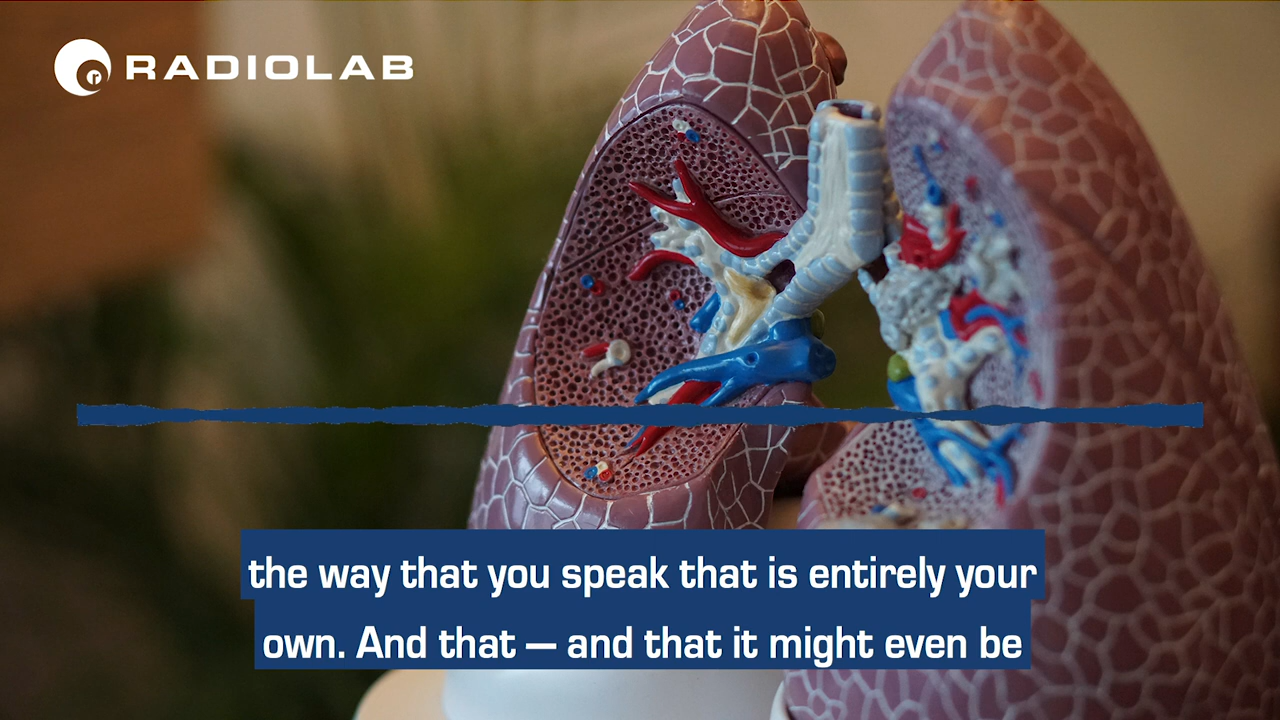 RADIOLAB
the way that you speak that is entirely your
own. And that — and that it might even be